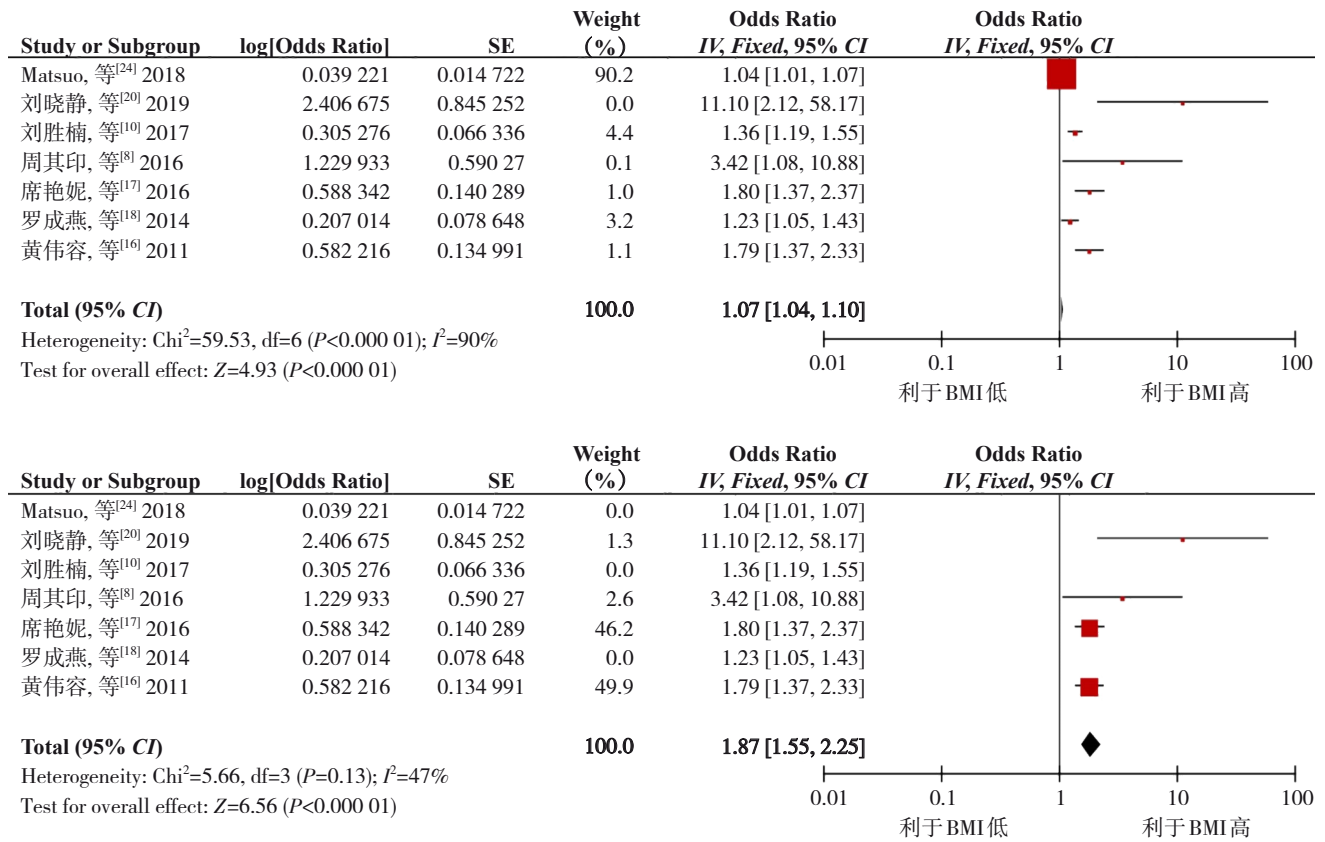 Weight Odds Ratio Odds Ratio
Study or Subgroup log[Odds Ratio] SE (%) IV, Fixed, 95% CI IV, Fixed, 95% CI
Matsuo, 等[24] 2018 0.039 221 0.014 722 90.2 1.04 [1.01, 1.07]
刘晓静, 等[20] 2019 2.406 675 0.845 252 0.0 11.10 [2.12, 58.17]
刘胜楠, 等[10] 2017 0.305 276 0.066 336 4.4 1.36 [1.19, 1.55]
周其印, 等[8] 2016 1.229 933 0.590 27 0.1 3.42 [1.08, 10.88]
席艳妮, 等[17] 2016 0.588 342 0.140 289 1.0 1.80 [1.37, 2.37]
罗成燕, 等[18] 2014 0.207 014 0.078 648 3.2 1.23 [1.05, 1.43]
黄伟容, 等[16] 2011 0.582 216 0.134 991 1.1 1.79 [1.37, 2.33]
Total (95% CI) 100.0 1.07 [1.04, 1.10]
Heterogeneity: Chi²=59.53, df=6 (P<0.000 01); I²=90%
Test for overall effect: Z=4.93 (P<0.000 01)
0.01 0.1 1 10 100
利于BMI低 利于BMI高
Weight Odds Ratio Odds Ratio
Study or Subgroup log[Odds Ratio] SE (%) IV, Fixed, 95% CI IV, Fixed, 95% CI
Matsuo, 等[24] 2018 0.039 221 0.014 722 0.0 1.04 [1.01, 1.07]
刘晓静, 等[20] 2019 2.406 675 0.845 252 1.3 11.10 [2.12, 58.17]
刘胜楠, 等[10] 2017 0.305 276 0.066 336 0.0 1.36 [1.19, 1.55]
周其印, 等[8] 2016 1.229 933 0.590 27 2.6 3.42 [1.08, 10.88]
席艳妮, 等[17] 2016 0.588 342 0.140 289 46.2 1.80 [1.37, 2.37]
罗成燕, 等[18] 2014 0.207 014 0.078 648 0.0 1.23 [1.05, 1.43]
黄伟容, 等[16] 2011 0.582 216 0.134 991 49.9 1.79 [1.37, 2.33]
Total (95% CI) 100.0 1.87 [1.55, 2.25]
Heterogeneity: Chi²=5.66, df=3 (P=0.13); I²=47%
Test for overall effect: Z=6.56 (P<0.000 01)
0.01 0.1 1 10 100
利于BMI低 利于BMI高